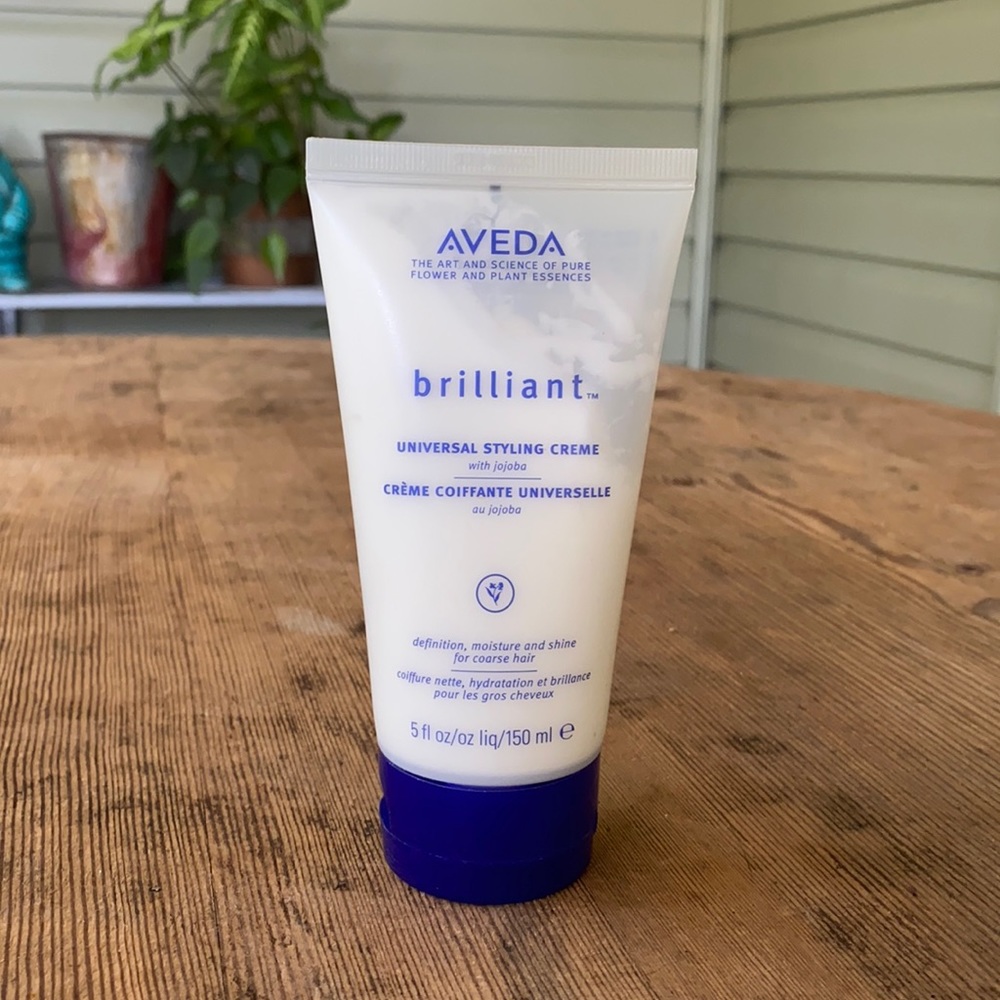 AVEDA
THE ART AND SCIENCE OF PURE
FLOWER AND PLANT ESSENCES
brilliant™
UNIVERSAL STYLING CREME
with jojoba
CRÈME COIFFANTE UNIVERSELLE
au jojoba
definition, moisture and shine
for coarse hair
coiffure nette, hydratation et brillance
pour les gros cheveux
5 fl oz/oz liq/150 ml ℮